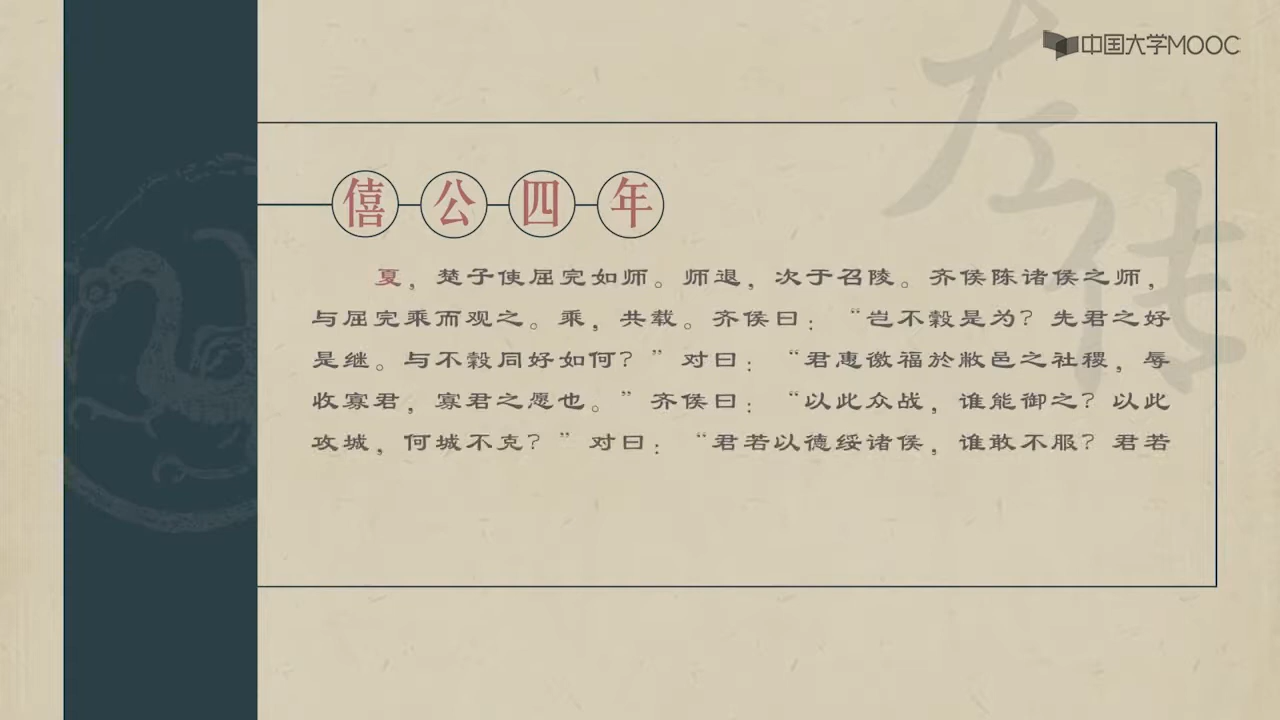 中国大学MOOC
左传
僖公四年
夏，楚子使屈完如师。师退，次于召陵。齐侯陈诸侯之师，
与屈完乘而观之。乘，共载。齐侯曰：“岂不榖是为？先君之好
是继。与不榖同好如何？”对曰：“君惠徼福於敝邑之社稷，辱
收寡君，寡君之愿也。”齐侯曰：“以此众战，谁能御之？以此
攻城，何城不克？”对曰：“君若以德绥诸侯，谁敢不服？君若